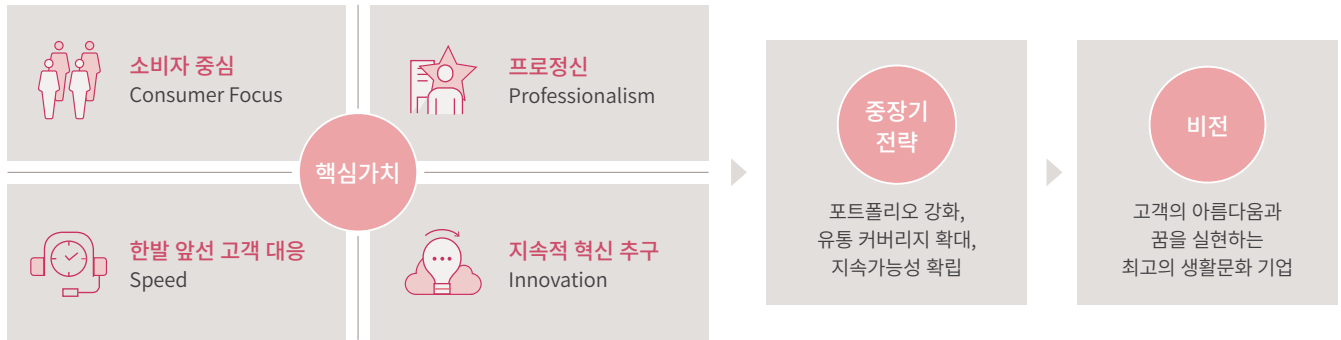 소비자 중심
Consumer Focus
프로정신
Professionalism
핵심가치
한발 앞선 고객 대응
Speed
지속적 혁신 추구
Innovation
중장기
전략
포트폴리오 강화,
유통 커버리지 확대,
지속가능성 확립
비전
고객의 아름다움과
꿈을 실현하는
최고의 생활문화 기업